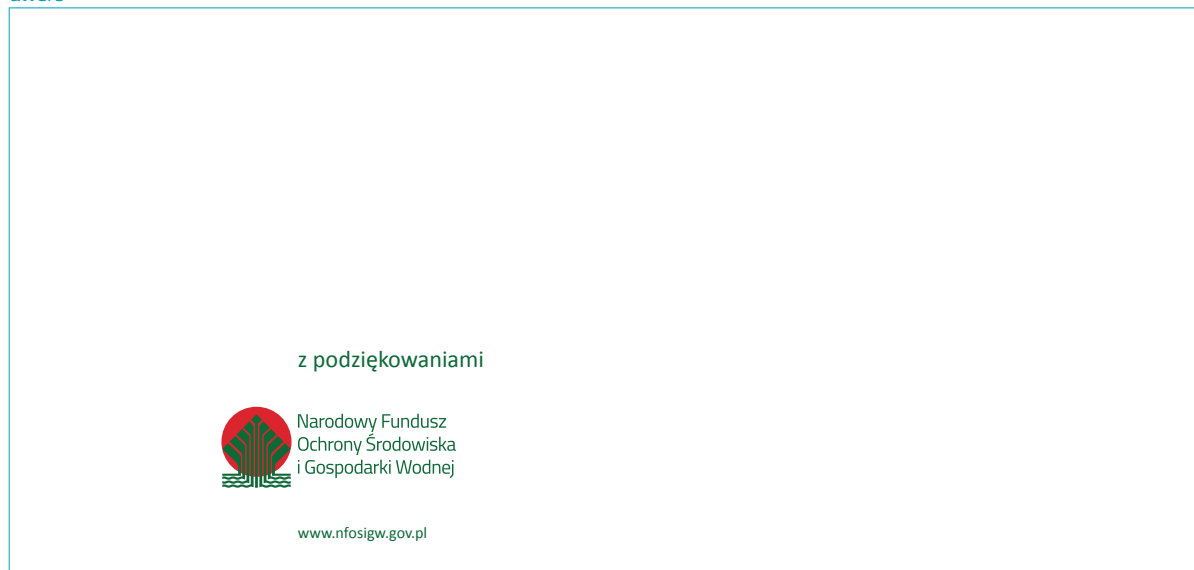 z podziękowaniami
Narodowy Fundusz
Ochrony Środowiska
i Gospodarki Wodnej
www.nfosigw.gov.pl